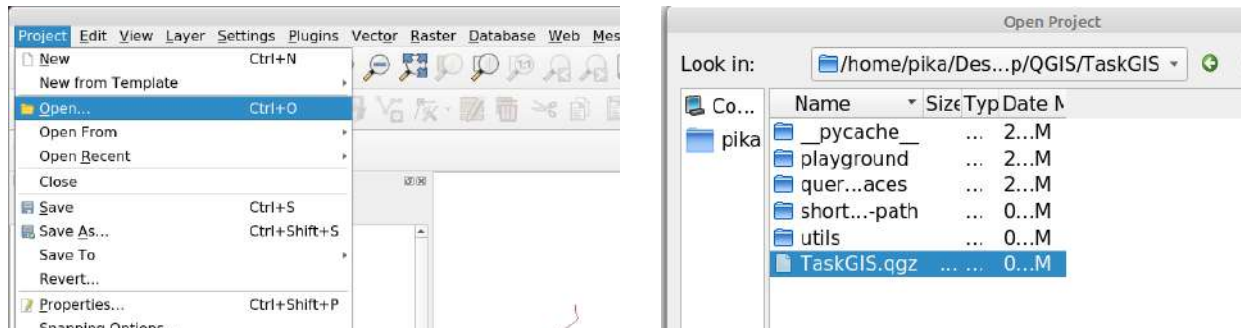 Project Edit View Layer Settings Plugins Vector Raster Database Web Mes
New Ctrl+N
New from Template
Open... Ctrl+O
Open From
Open Recent
Close
Save Ctrl+S
Save As... Ctrl+Shift+S
Save To
Revert...
Properties... Ctrl+Shift+P
Snapping Options...
Open Project
Look in: /home/pika/Des...p/QGIS/TaskGIS
Co...
pika
Name Size Typ Date M
__pycache__ ... 2...M
playground ... 2...M
quer...aces ... 2...M
short...-path ... 0...M
utils ... 0...M
TaskGIS.qgz ... ... 0...M